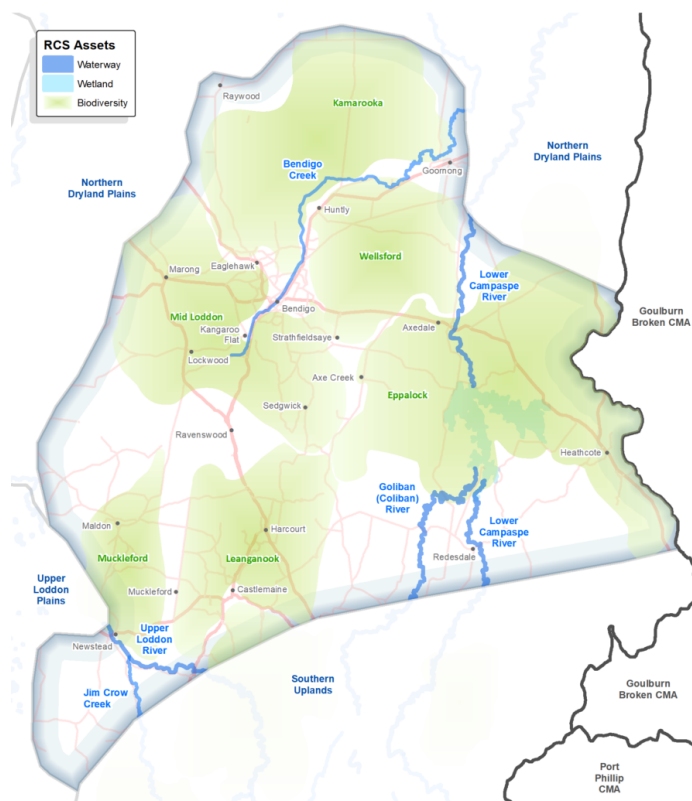 RCS Assets
Waterway
Wetland
Biodiversity
Raywood
Kamarooka
Northern
Dryland Plains
Bendigo
Creek
Goornong
Northern
Dryland Plains
Huntly
Wellsford
Eaglehawk
Marong
Lower
Campaspe
River
Bendigo
Goulburn
Broken CMA
Mid Loddon
Kangaroo
Flat
Strathfieldsaye
Axedale
Lockwood
Axe Creek
Eppalock
Sedgwick
Ravenswood
Heathcote
Goliban
(Coliban)
River
Maldon
Harcourt
Lower
Campaspe
River
Muckleford
Leanganook
Redesdale
Upper
Loddon
Plains
Muckleford
Castlemaine
Newstead
Upper
Loddon
River
Southern
Uplands
Jim Crow
Creek
Goulburn
Broken CMA
Port
Phillip
CMA